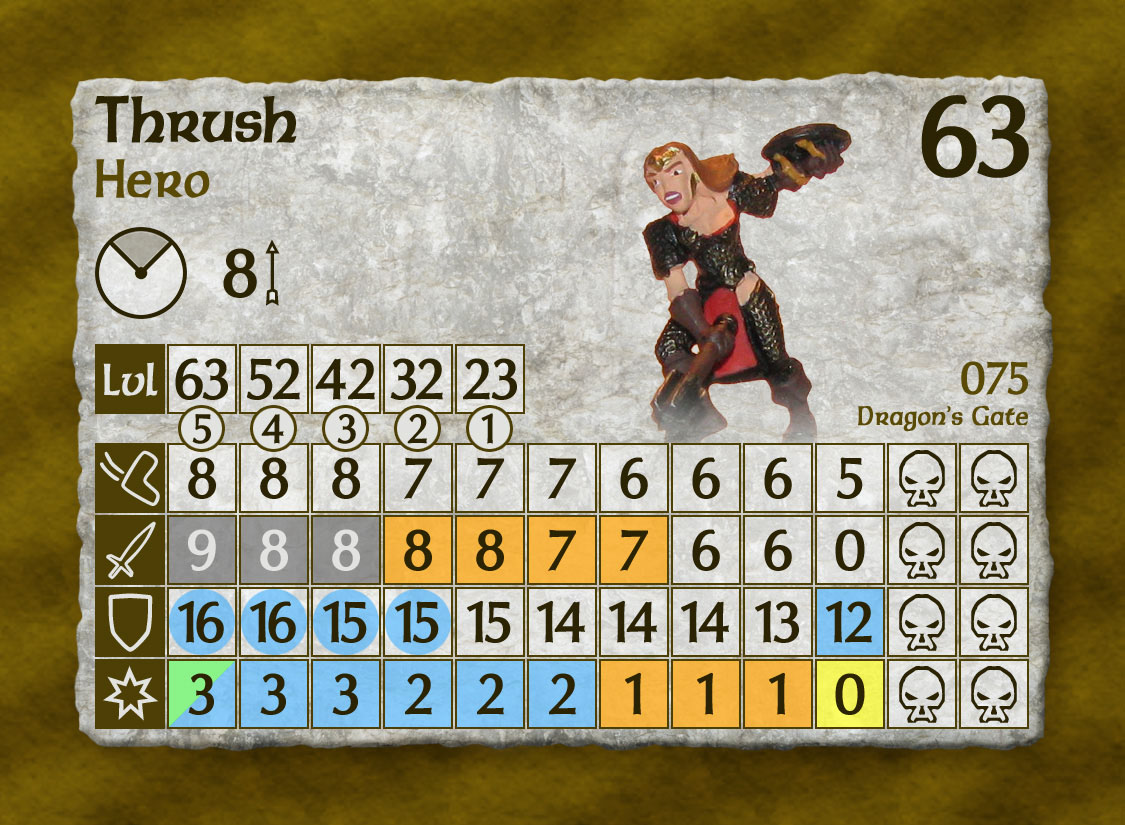 Thrush
63
Hero
8
Lvl 63 52 42 32 23
5 4 3 2 1
075
Dragon's Gate
8 8 8 7 7 7 6 6 6 5
9 8 8 8 8 7 7 6 6 0
16 16 15 15 15 14 14 14 13 12
3 3 3 2 2 2 1 1 1 0